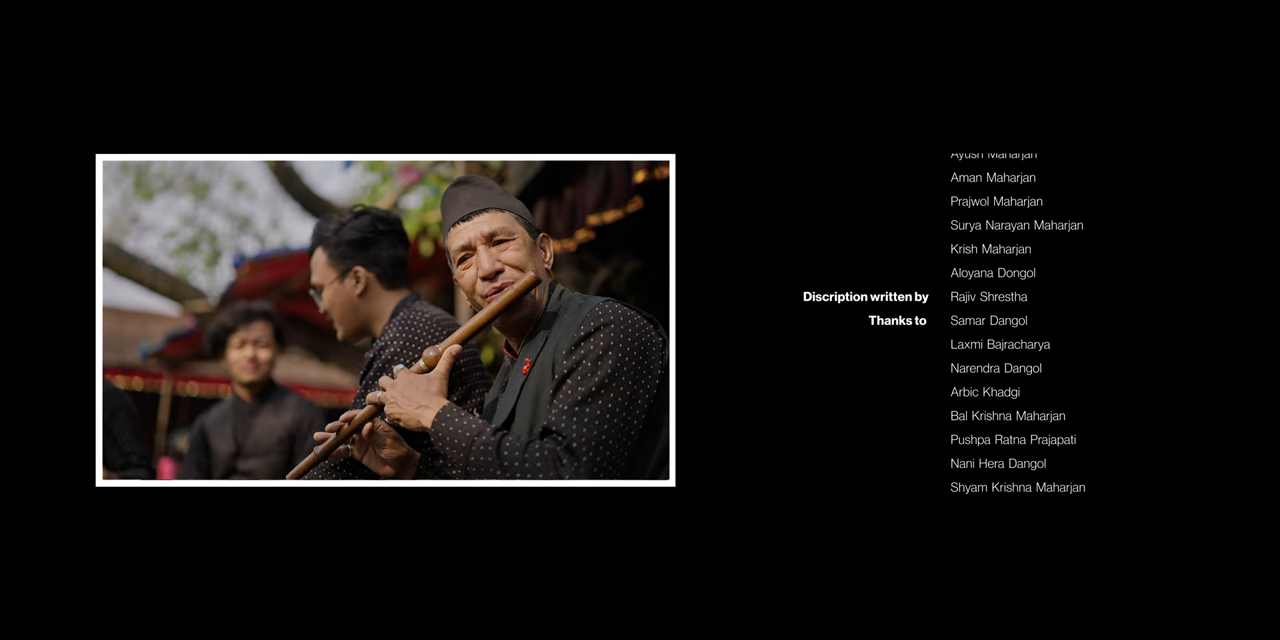 Ayush Maharjan
Aman Maharjan
Prajwol Maharjan
Surya Narayan Maharjan
Krish Maharjan
Aloyana Dongol
Discription written by Rajiv Shrestha
Thanks to Samar Dangol
Laxmi Bajracharya
Narendra Dangol
Arbic Khadgi
Bal Krishna Maharjan
Pushpa Ratna Prajapati
Nani Hera Dangol
Shyam Krishna Maharjan